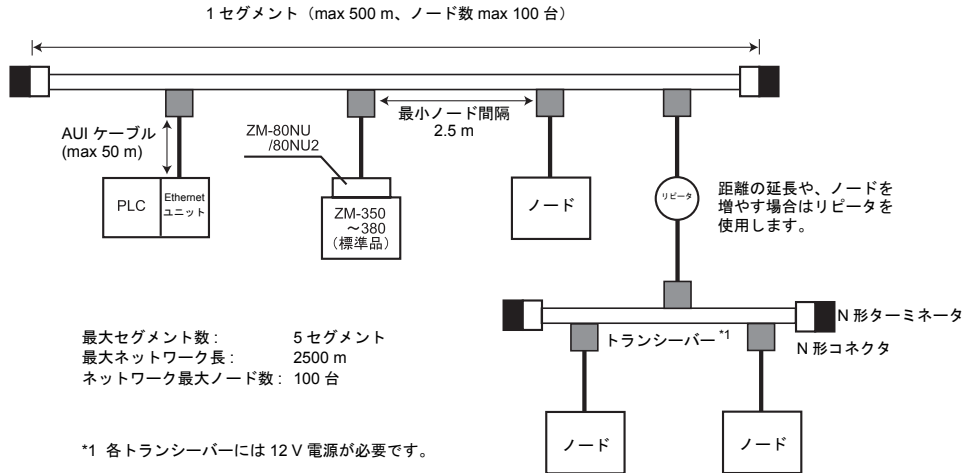 1 セグメント（max 500 m、ノード数 max 100 台）
AUI ケーブル
(max 50 m)
ZM-80NU
/80NU2
最小ノード間隔
2.5 m
PLC
Ethernet
ユニット
ZM-350
～380
（標準品）
ノード
リピータ
距離の延長や、ノードを
増やす場合はリピータを
使用します。
最大セグメント数 : 5 セグメント
最大ネットワーク長 : 2500 m
ネットワーク最大ノード数 : 100 台
トランシーバー *1
N 形ターミネータ
N 形コネクタ
ノード
ノード
*1 各トランシーバーには 12 V 電源が必要です。